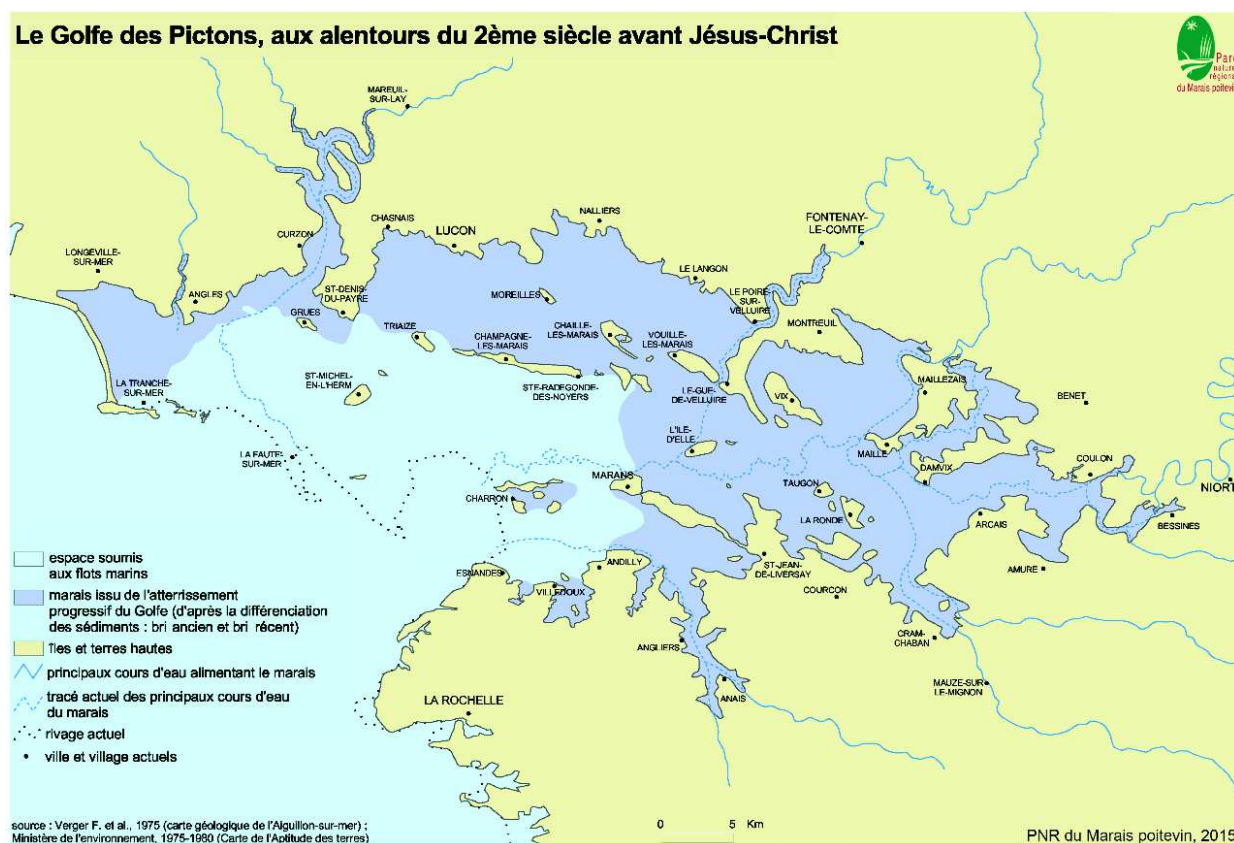 Le Golfe des Pictons, aux alentours du 2ème siècle avant Jésus-Christ
Parc
naturel
régional
du Marais poitevin
MAREUIL-
SUR-LAY
NALLIERS
FONTENAY-
LE-COMTE
CHASNAIS
LUCON
CURZON
LONGEVILLE-
SUR-MER
LE LANGON
ANGLES
ST-DENIS-
DU-PAYRE
MOREILLES
LE POIRE-
SUR-
VELLUIRE
GRUES
TRIAIZE
CHAMPAGNE-
LES-MARAIS
CHAILLE-
LES-MARAIS
VOUILLE-
LES-MARAIS
MONTREUIL
ST-MICHEL-
EN-L'HERM
STE-RADEGONDE-
DES-NOYERS
LE-GUE-
DE-VELLUIRE
VIX
MAILLEZAIS
BENET
LA TRANCHE-
SUR-MER
L'ILE-
D'ELLE
MAILLE
LA FAUTE-
SUR-MER
DAMVIX
COULON
NIORT
CHARRON
MARANS
TAUGON
LA RONDE
ARCAIS
BESSINES
ESNANDES
ANDILLY
VILLEDOUX
ST-JEAN-
DE-LIVERSAY
COURCON
AMURE
CRAM-
CHABAN
ANGLIERS
ANAIS
MAUZE-SUR-
LE-MIGNON
LA ROCHELLE
espace soumis
aux flots marins
marais issu de l'atterrissement
progressif du Golfe (d'après la différenciation
des sédiments : bri ancien et bri récent)
îles et terres hautes
principaux cours d'eau alimentant le marais
tracé actuel des principaux cours d'eau
du marais
rivage actuel
ville et village actuels
source : Verger F. et al., 1975 (carte géologique de l'Aiguillon-sur-mer) ;
Ministère de l'environnement, 1975-1980 (Carte de l'Aptitude des terres)
0 5 Km
PNR du Marais poitevin, 2015